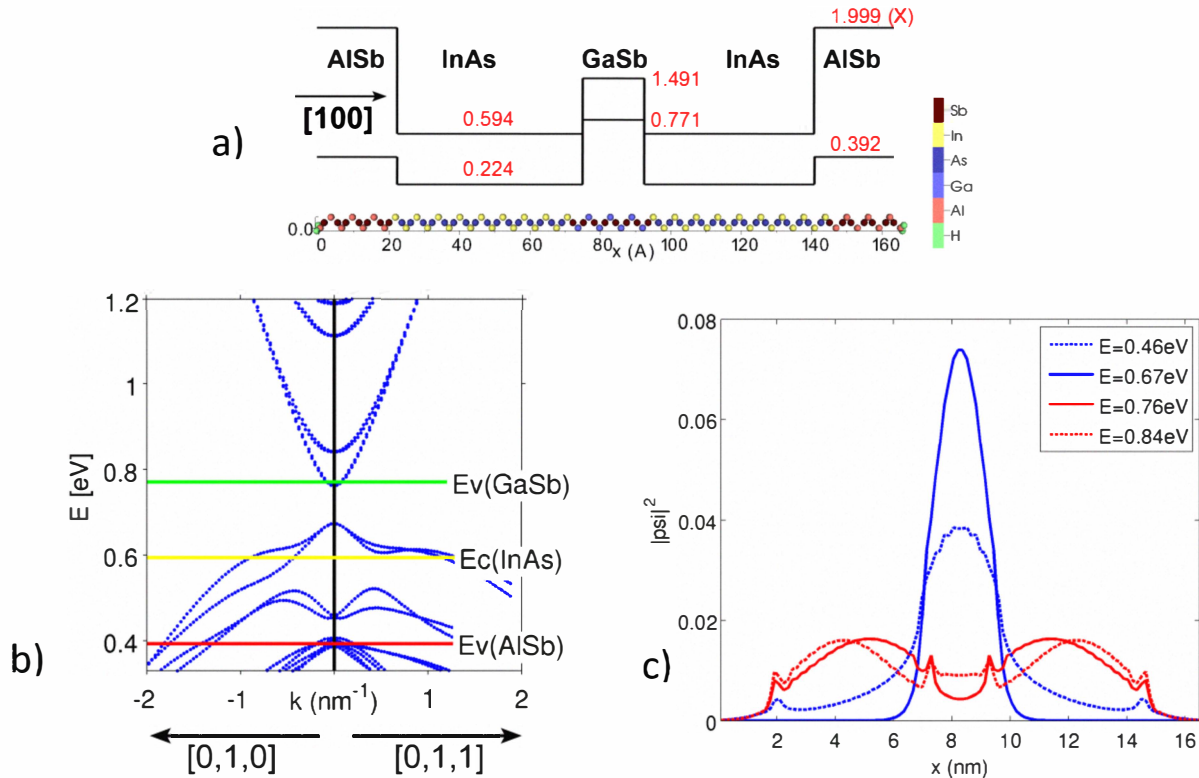 1.999 (X)
AlSb InAs GaSb InAs AlSb
1.491
[100]
0.594 0.771
a)
0.392
0.224
Sb
In
As
Ga
Al
H
0.0
0 20 40 60 80 100 120 140 160
x (A)
1.2
1
0.8
0.6
0.4
E [eV]
Ev(GaSb)
Ec(InAs)
Ev(AlSb)
b)
-2 -1 k (nm⁻¹) 1 2
[0,1,0] [0,1,1]
0.08
0.06
0.04
0.02
0
|psi|²
E=0.46eV
E=0.67eV
E=0.76eV
E=0.84eV
c)
2 4 6 8 10 12 14 16
x (nm)